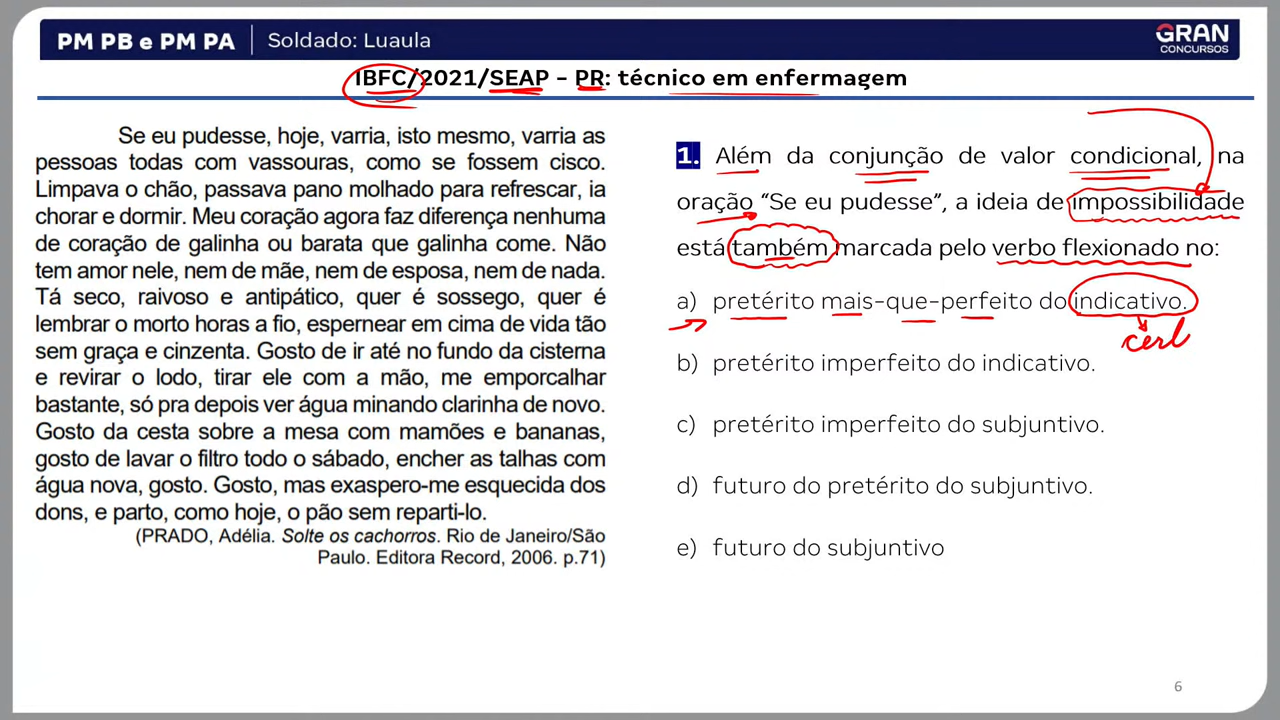 PM PB e PM PA
Soldado: Luaula
GRAN
CONCURSOS
IBFC/2021/SEAP - PR: técnico em enfermagem
Se eu pudesse, hoje, varria, isto mesmo, varria as
pessoas todas com vassouras, como se fossem cisco.
Limpava o chão, passava pano molhado para refrescar, ia
chorar e dormir. Meu coração agora faz diferença nenhuma
de coração de galinha ou barata que galinha come. Não
tem amor nele, nem de mãe, nem de esposa, nem de nada.
Tá seco, raivoso e antipático, quer é sossego, quer é
lembrar o morto horas a fio, espernear em cima de vida tão
sem graça e cinzenta. Gosto de ir até no fundo da cisterna
e revirar o lodo, tirar ele com a mão, me emporcalhar
bastante, só pra depois ver água minando clarinha de novo.
Gosto da cesta sobre a mesa com mamões e bananas,
gosto de lavar o filtro todo o sábado, encher as talhas com
água nova, gosto. Gosto, mas exaspero-me esquecida dos
dons, e parto, como hoje, o pão sem reparti-lo.
(PRADO, Adélia. Solte os cachorros. Rio de Janeiro/São
Paulo. Editora Record, 2006. p.71)
1. Além da conjunção de valor condicional, na
oração “Se eu pudesse”, a ideia de impossibilidade
está também marcada pelo verbo flexionado no:
a) pretérito mais-que-perfeito do indicativo.
b) pretérito imperfeito do indicativo.
c) pretérito imperfeito do subjuntivo.
d) futuro do pretérito do subjuntivo.
e) futuro do subjuntivo
6